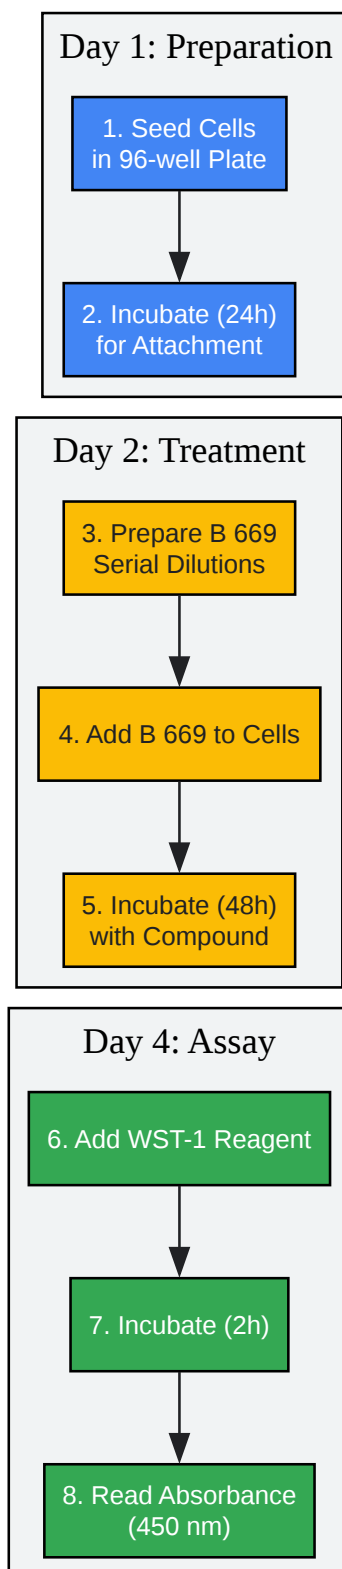 Day 1: Preparation
1. Seed Cells
in 96-well Plate
2. Incubate (24h)
for Attachment
Day 2: Treatment
3. Prepare B 669
Serial Dilutions
4. Add B 669 to Cells
5. Incubate (48h)
with Compound
Day 4: Assay
6. Add WST-1 Reagent
7. Incubate (2h)
8. Read Absorbance
(450 nm)